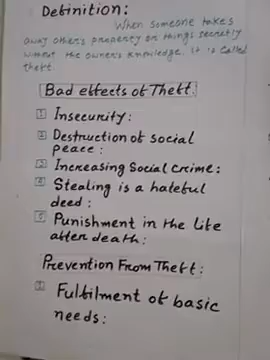 Definition:
When someone takes
away other's property or things secretly
without the owner's knowledge. It is called
theft.
Bad effects of Theft:
1 Insecurity:
2 Destruction of social
peace:
3 Increasing Social crime:
4 Stealing is a hateful
deed:
5 Punishment in the life
after death:
Prevention From Theft:
1 Fulfilment of basic
needs: